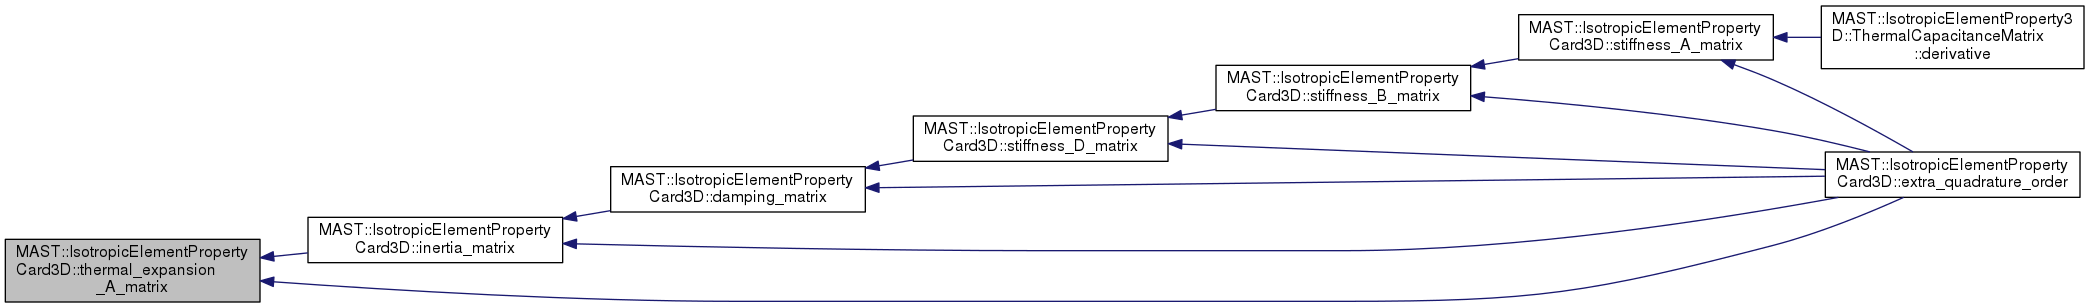 MAST::IsotropicElementProperty
Card3D::thermal_expansion
_A_matrix
MAST::IsotropicElementProperty
Card3D::inertia_matrix
MAST::IsotropicElementProperty
Card3D::damping_matrix
MAST::IsotropicElementProperty
Card3D::stiffness_D_matrix
MAST::IsotropicElementProperty
Card3D::stiffness_B_matrix
MAST::IsotropicElementProperty
Card3D::stiffness_A_matrix
MAST::IsotropicElementProperty3
D::ThermalCapacitanceMatrix
::derivative
MAST::IsotropicElementProperty
Card3D::extra_quadrature_order